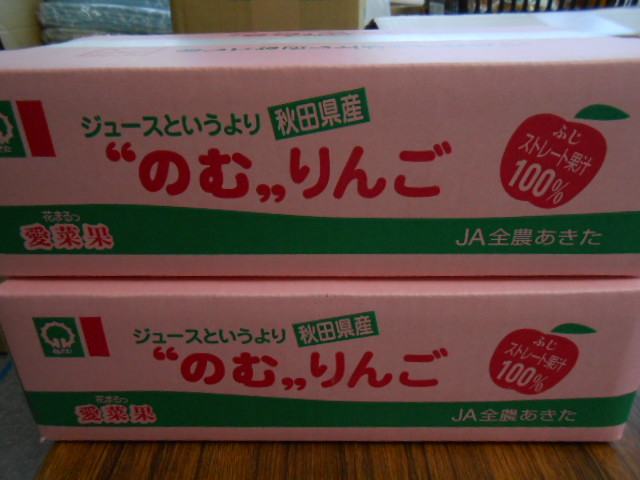 ジュースというより 秋田県産
“のむ„りんご
ふじ
ストレート果汁
100%
花まるっ
愛菜果
JA全農あきた
ジュースというより 秋田県産
“のむ„りんご
ふじ
ストレート果汁
100%
花まるっ
愛菜果
JA全農あきた